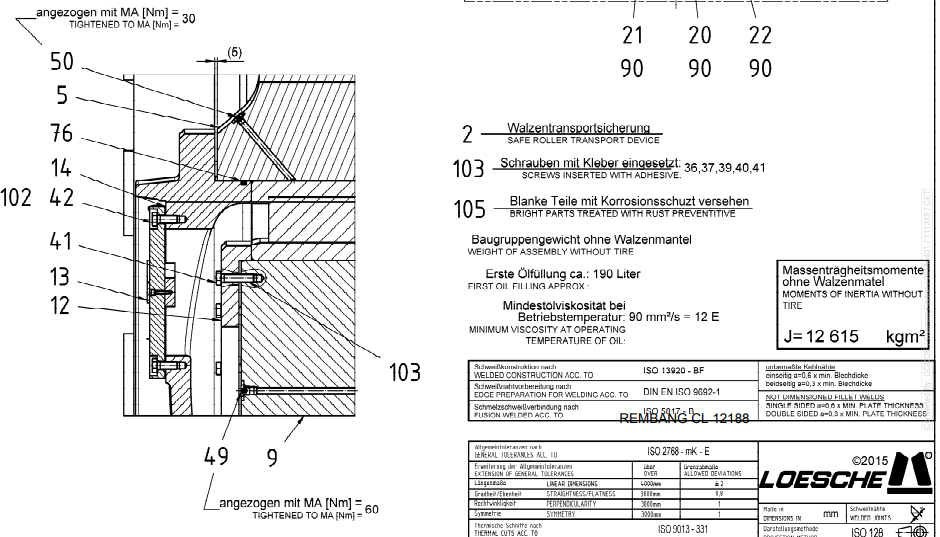 angezogen mit MA [Nm] = 30
TIGHTENED TO MA [Nm] =
(5)
50
5
76
14
102
42
41
13
12
103
49
9
angezogen mit MA [Nm] = 60
TIGHTENED TO MA [Nm] =
21 20 22
90 90 90
2 Walzentransportsicherung
SAFE ROLLER TRANSPORT DEVICE
103 Schrauben mit Kleber eingesetzt: 36,37,39,40,41
SCREWS INSERTED WITH ADHESIVE.
105 Blanke Teile mit Korrosionsschuzt versehen
BRIGHT PARTS TREATED WITH RUST PREVENTITIVE
Baugruppengewicht ohne Walzenmantel
WEIGHT OF ASSEMBLY WITHOUT TIRE
Erste Ölfüllung ca.: 190 Liter
FIRST OIL FILLING APPROX :
Mindestölviskosität bei
Betriebstemperatur: 90 mm²/s = 12 E
MINIMUM VISCOSITY AT OPERATING
TEMPERATURE OF OIL:
Massenträgheitsmomente
ohne Walzenmatel
MOMENTS OF INERTIA WITHOUT
TIRE
J= 12 615 kgm²
Schweißkonstruktion nach
WELDED CONSTRUCTION ACC. TO
ISO 13920 - BF
Schweißnahtvorbereitung nach
EDGE PREPARATION FOR WELDING ACC. TO
DIN EN ISO 9692-1
Schmelzschweißverbindung nach
FUSION WELDED ACC. TO
ISO 5817 - B
REMBANG CL 12188
unbemaßte Kehlnähte
einseitig a=0,6 x min. Blechdicke
beidseitig a=0,3 x min. Blechdicke
NOT DIMENSIONED FILLET WELDS
SINGLE SIDED a=0,6 x MIN. PLATE THICKNESS
DOUBLE SIDED a=0,3 x MIN. PLATE THICKNESS
Allgemeintoleranzen nach
GENERAL TOLERANCES ACC. TO
ISO 2768 - mK - E
Erweiterung der Allgemeintoleranzen
EXTENSION OF GENERAL TOLERANCES
über
OVER
Grenzabmaße
ALLOWED DEVIATIONS
Längenmaße LINEAR DIMENSIONS 4000mm ± 2
Gradheit/Ebenheit STRAIGHTNESS/FLATNESS 3000mm 0,8
Rechtwinkligkeit PERPENDICULARITY 3000mm 1
Symmetrie SYMMETRY 3000mm 1
Thermische Schnitte nach
THERMAL CUTS ACC. TO
ISO 9013 - 331
©2015
LOESCHE
Maße in
DIMENSIONS IN
mm
Schweißnähte
WELDED JOINTS
Darstellungsmethode
ISO 128